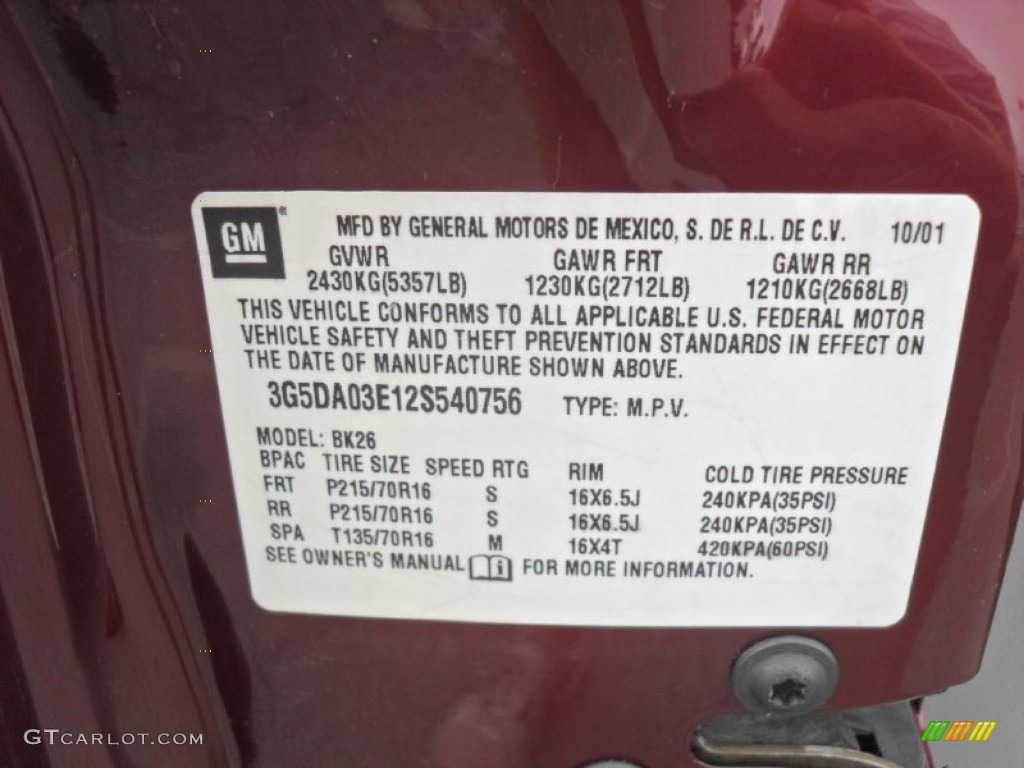 GM
MFD BY GENERAL MOTORS DE MEXICO, S. DE R.L. DE C.V. 10/01
GVWR GAWR FRT GAWR RR
2430KG(5357LB) 1230KG(2712LB) 1210KG(2668LB)
THIS VEHICLE CONFORMS TO ALL APPLICABLE U.S. FEDERAL MOTOR
VEHICLE SAFETY AND THEFT PREVENTION STANDARDS IN EFFECT ON
THE DATE OF MANUFACTURE SHOWN ABOVE.
3G5DA03E12S540756 TYPE: M.P.V.
MODEL: BK26
BPAC TIRE SIZE SPEED RTG RIM COLD TIRE PRESSURE
FRT P215/70R16 S 16X6.5J 240KPA(35PSI)
RR P215/70R16 S 16X6.5J 240KPA(35PSI)
SPA T135/70R16 M 16X4T 420KPA(60PSI)
SEE OWNER'S MANUAL i FOR MORE INFORMATION.
GTCARLOT.COM